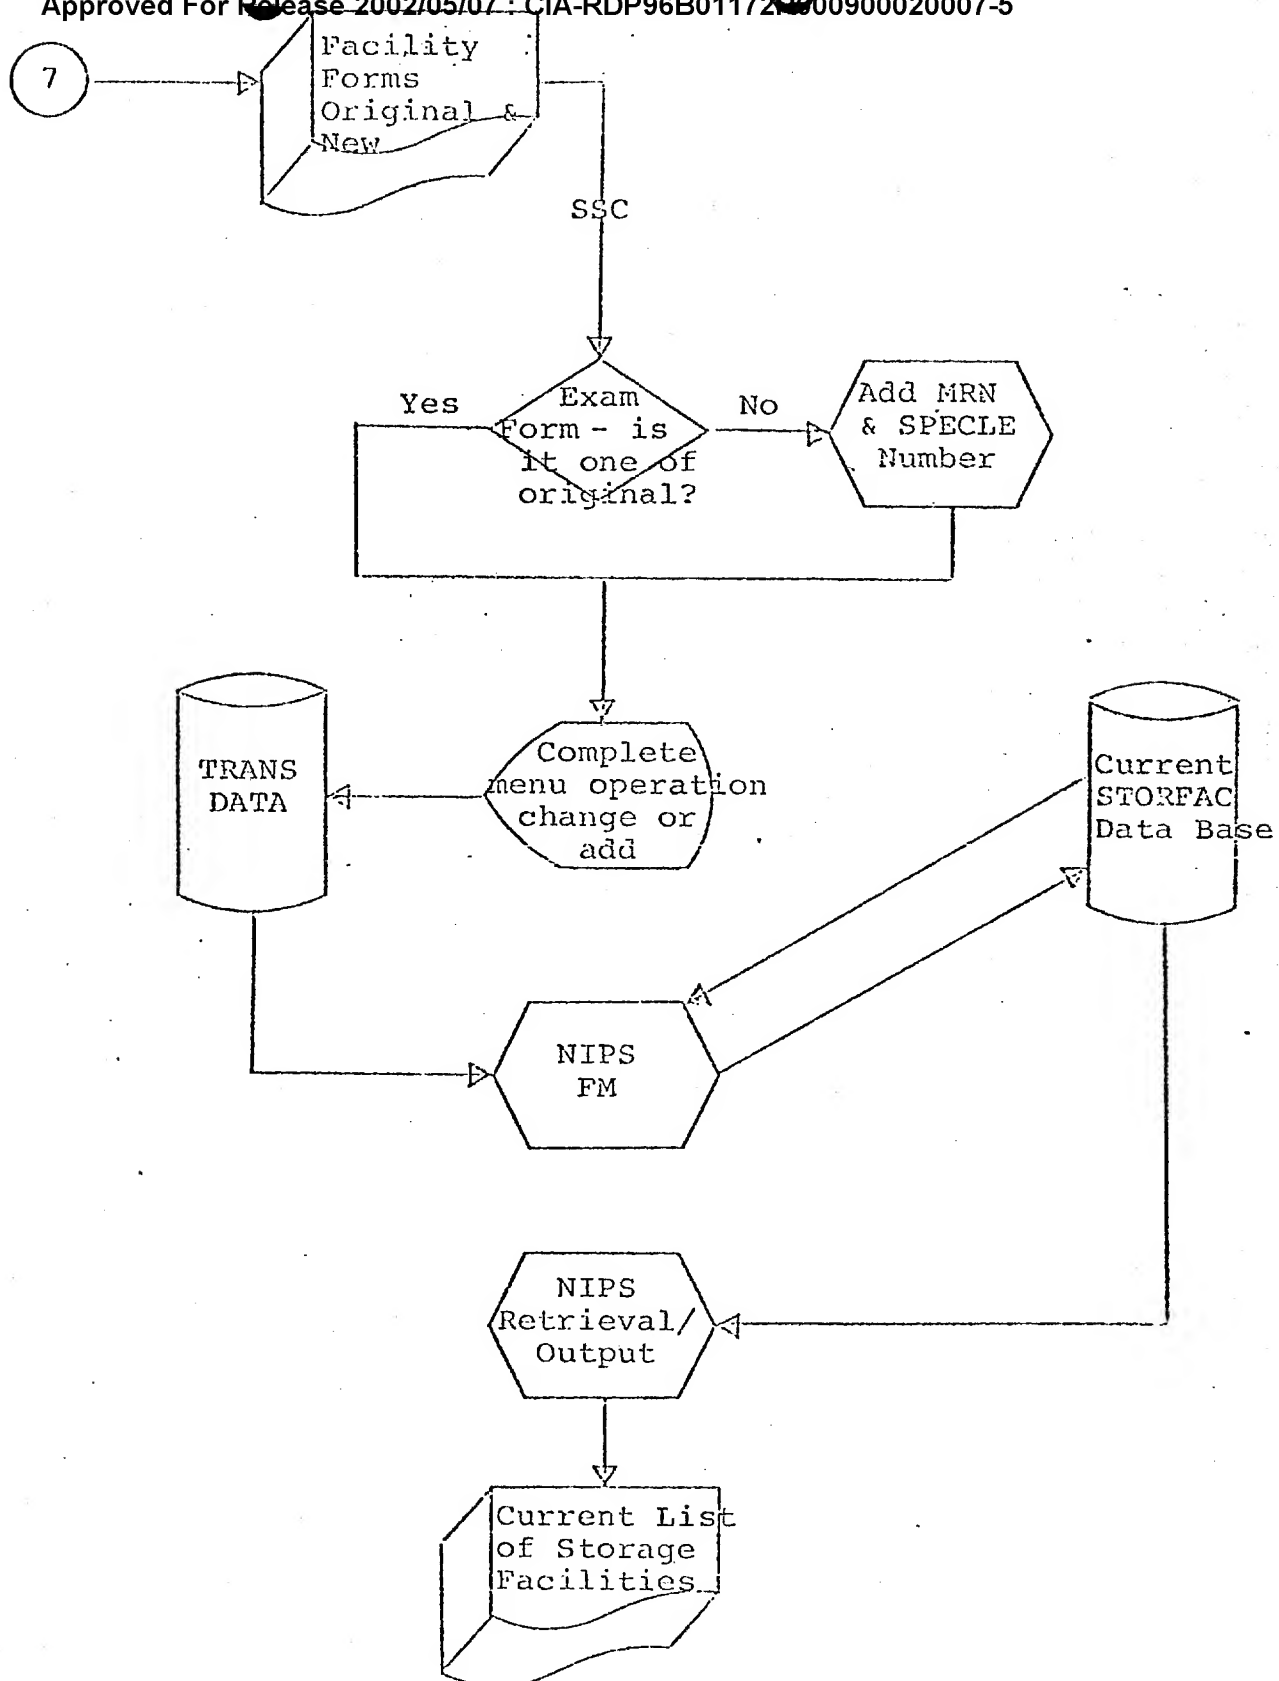 Approved For Release 2002/05/07 : CIA-RDP96B01172R000900020007-5
7
Facility
Forms
Original &
New
SSC
Yes
Exam
Form - is
it one of
original?
No
Add MRN
& SPECLE
Number
TRANS
DATA
Complete
menu operation
change or
add
Current
STORFAC
Data Base
NIPS
FM
NIPS
Retrieval/
Output
Current List
of Storage
Facilities